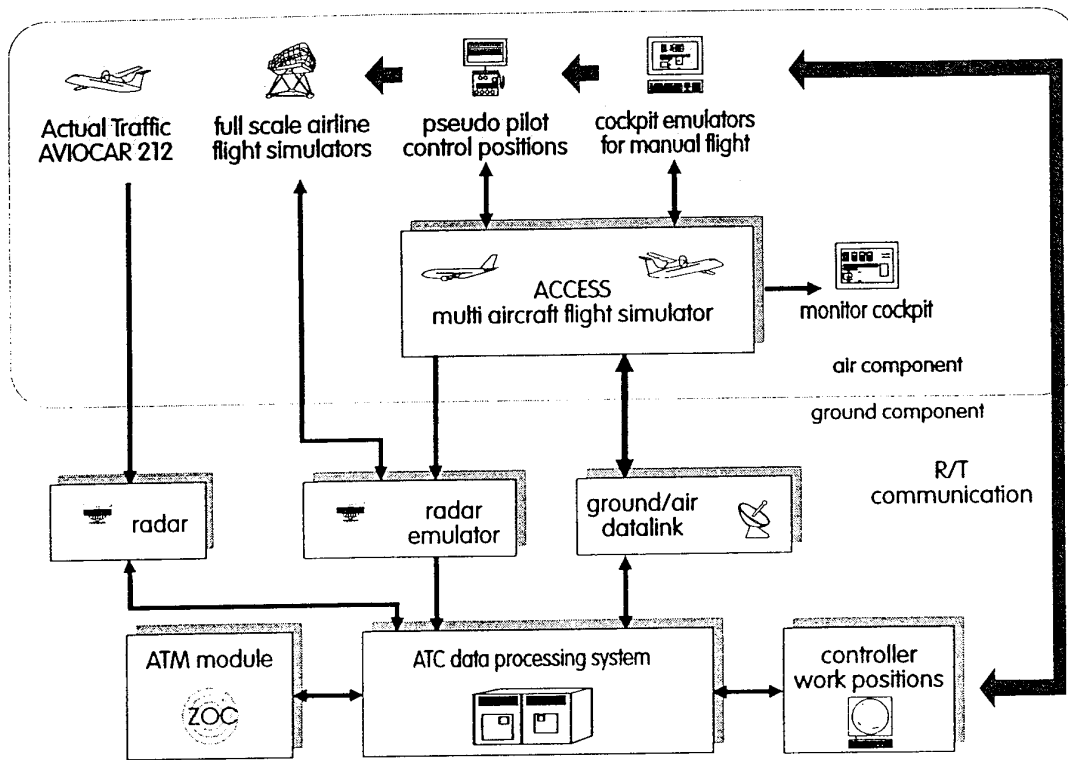 Actual Traffic
AVIOCAR 212
full scale airline
flight simulators
pseudo pilot
control positions
cockpit emulators
for manual flight
ACCESS
multi aircraft flight simulator
monitor cockpit
air component
ground component
R/T
communication
radar
radar
emulator
ground/air
datalink
ATM module
ZOC
ATC data processing system
controller
work positions